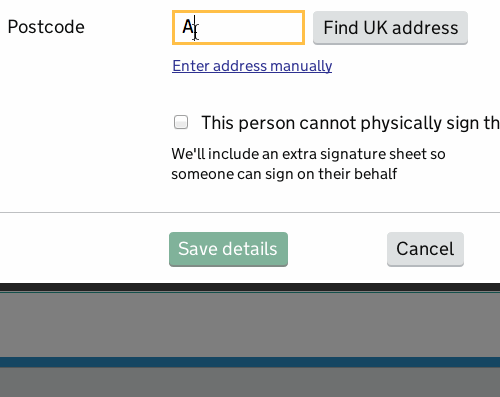 Postcode
A
Find UK address
Enter address manually
This person cannot physically sign th
We'll include an extra signature sheet so
someone can sign on their behalf
Save details
Cancel